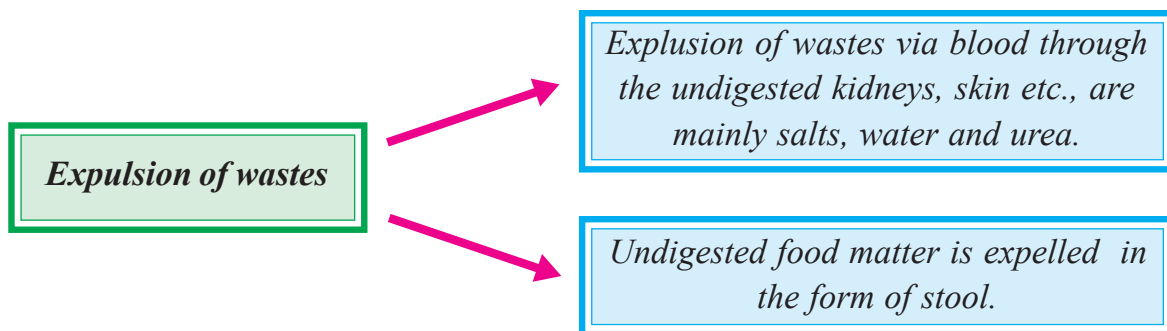 Explusion of wastes via blood through
the undigested kidneys, skin etc., are
mainly salts, water and urea.
Expulsion of wastes
Undigested food matter is expelled in
the form of stool.